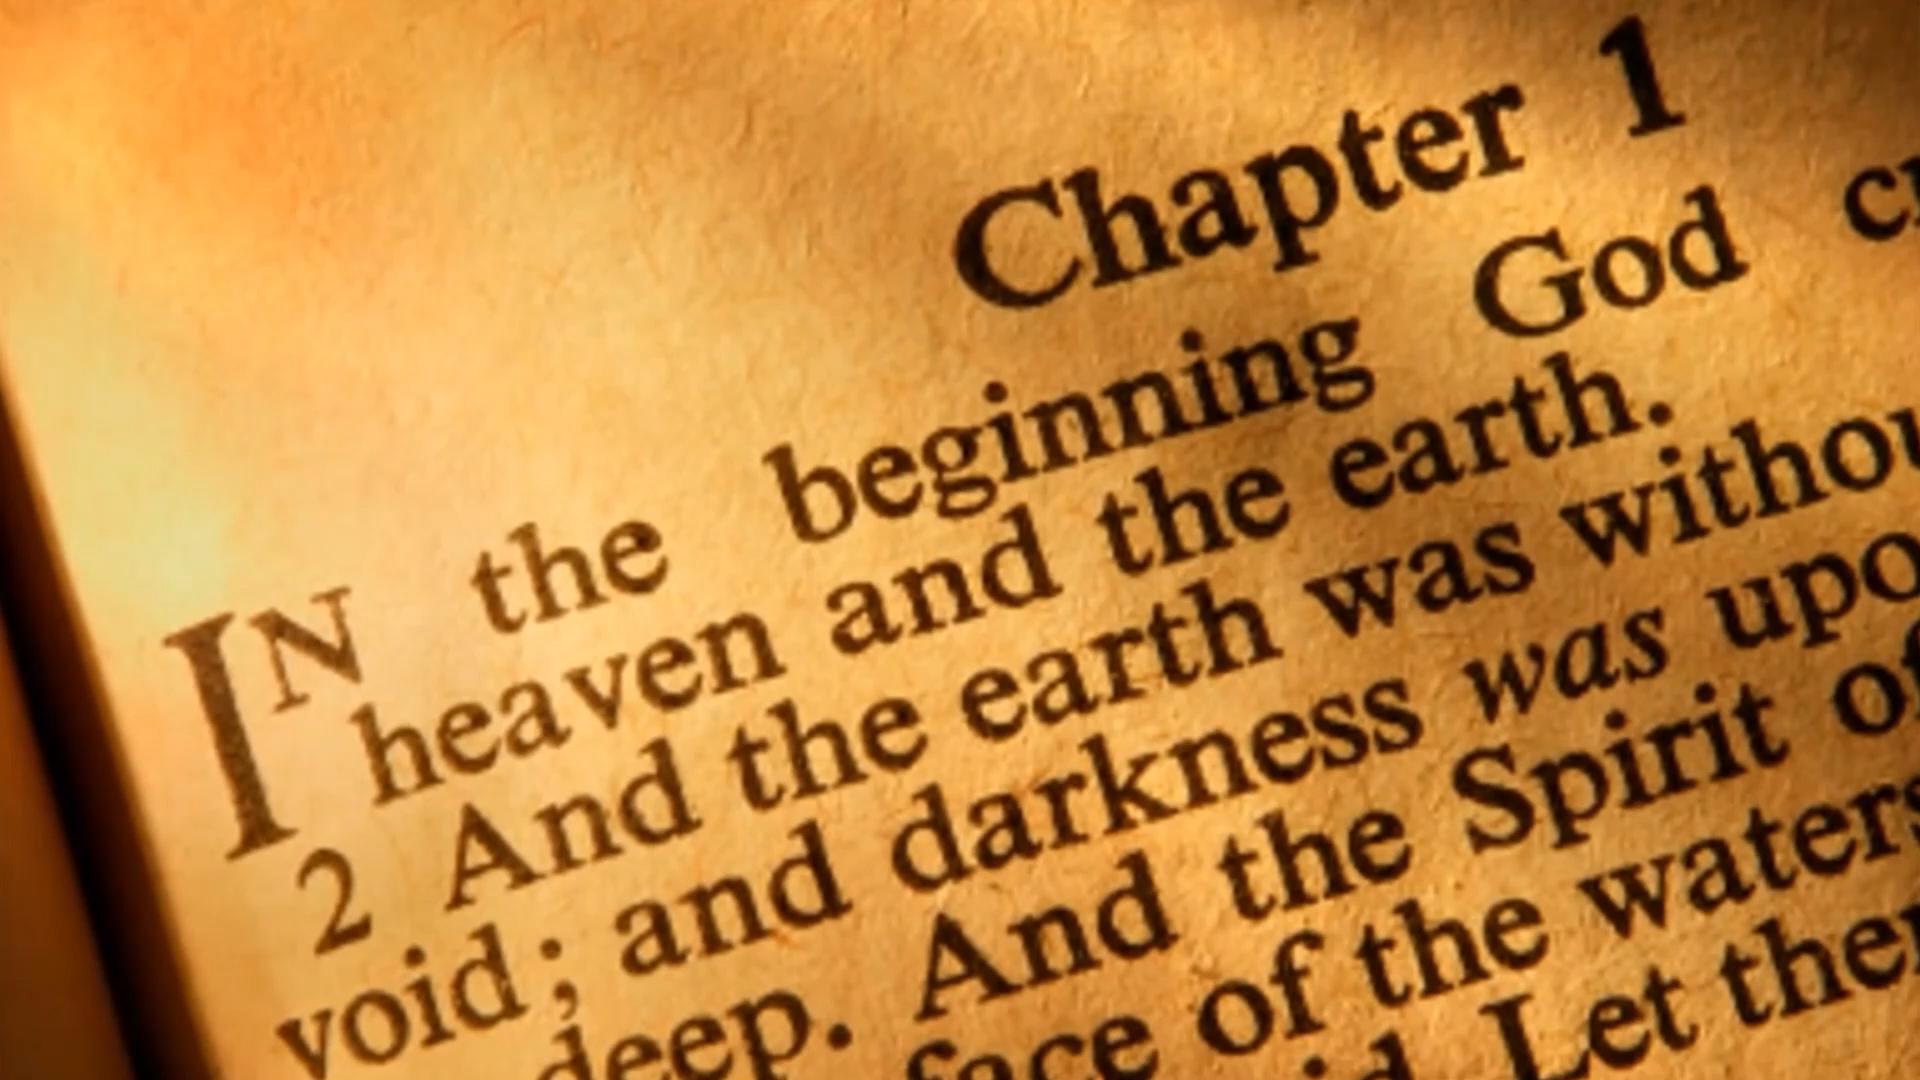 Chapter 1
IN the beginning God
heaven and the earth.
2 And the earth was
void; and darkness was
deep. And the Spirit of
face of the waters
Let